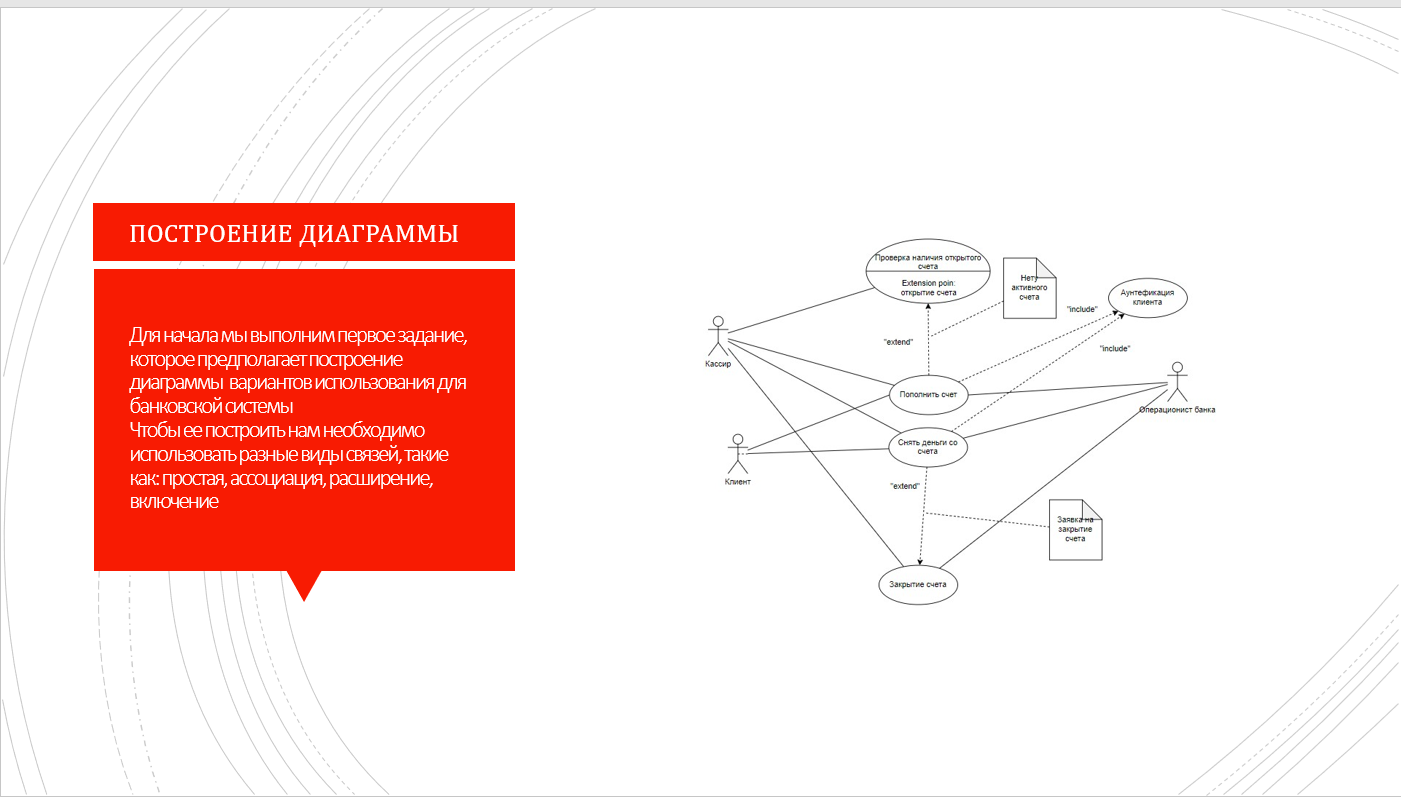 ПОСТРОЕНИЕ ДИАГРАММЫ
Для начала мы выполним первое задание,
которое предполагает построение
диаграммы вариантов использования для
банковской системы
Чтобы ее построить нам необходимо
использовать разные виды связей, такие
как: простая, ассоциация, расширение,
включение
Проверка наличия открытого
счета
Extension poin:
открытие счета
Нету
активного
счета
Аунтефикация
клиента
"include"
"extend"
"include"
Кассир
Пополнить счет
Операционист банка
Снять деньги со
счета
Клиент
"extend"
Заявка на
закрытие
счета
Закрытие счета